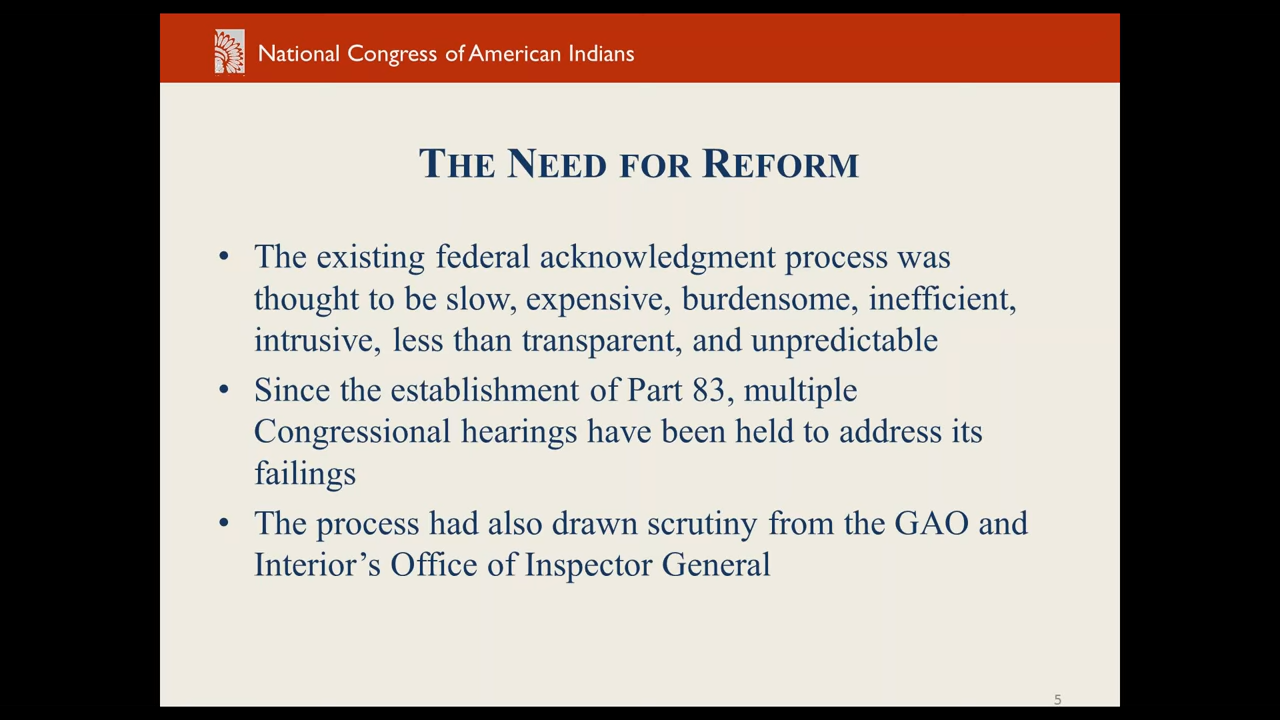 National Congress of American Indians
THE NEED FOR REFORM
• The existing federal acknowledgment process was
thought to be slow, expensive, burdensome, inefficient,
intrusive, less than transparent, and unpredictable
• Since the establishment of Part 83, multiple
Congressional hearings have been held to address its
failings
• The process had also drawn scrutiny from the GAO and
Interior’s Office of Inspector General
5